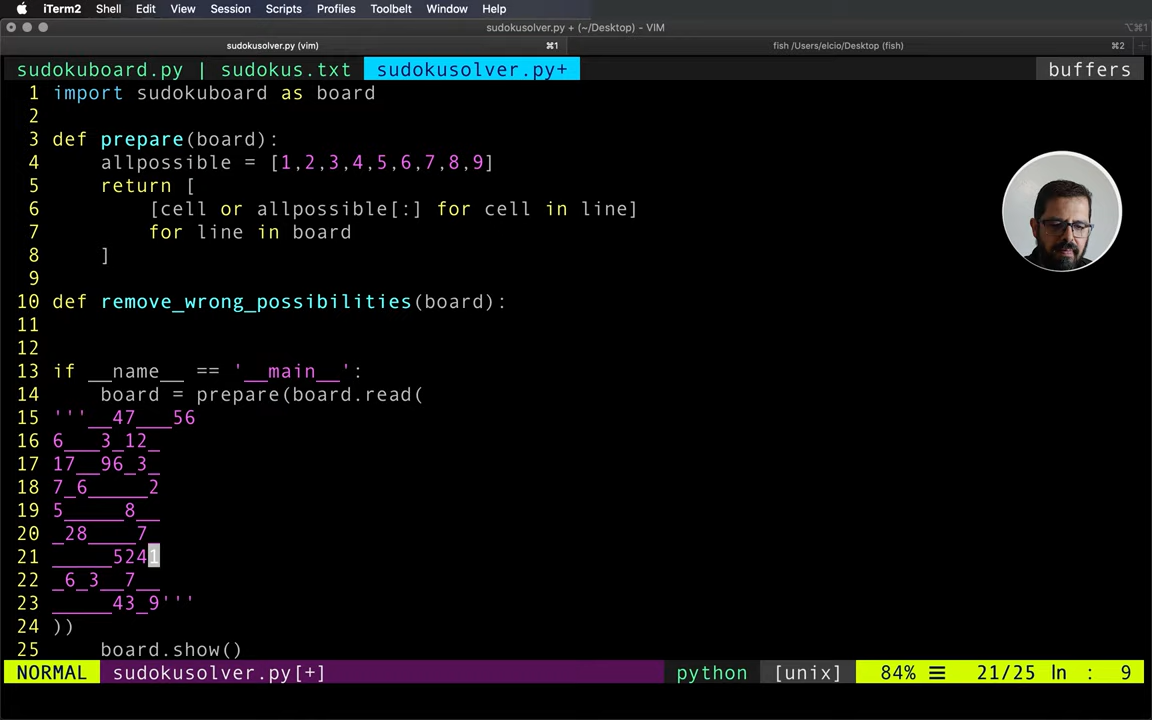 iTerm2 Shell Edit View Session Scripts Profiles Toolbelt Window Help
sudokusolver.py + (~/Desktop) - VIM ⌥⌘1
sudokusolver.py (vim) ⌘1 fish /Users/elcio/Desktop (fish) ⌘2 +
sudokuboard.py | sudokus.txt sudokusolver.py+ buffers
1 import sudokuboard as board
2
3 def prepare(board):
4     allpossible = [1,2,3,4,5,6,7,8,9]
5     return [
6         [cell or allpossible[:] for cell in line]
7         for line in board
8     ]
9
10 def remove_wrong_possibilities(board):
11
12
13 if __name__ == '__main__':
14     board = prepare(board.read(
15 '''__47___56
16 6___3_12_
17 17__96_3_
18 7_6_____2
19 5_____8__
20 _28____7_
21 _____5241
22 _6_3__7__
23 _____43_9'''
24 ))
25     board.show()
NORMAL sudokusolver.py[+] python [unix] 84% ☰ 21/25 ln : 9